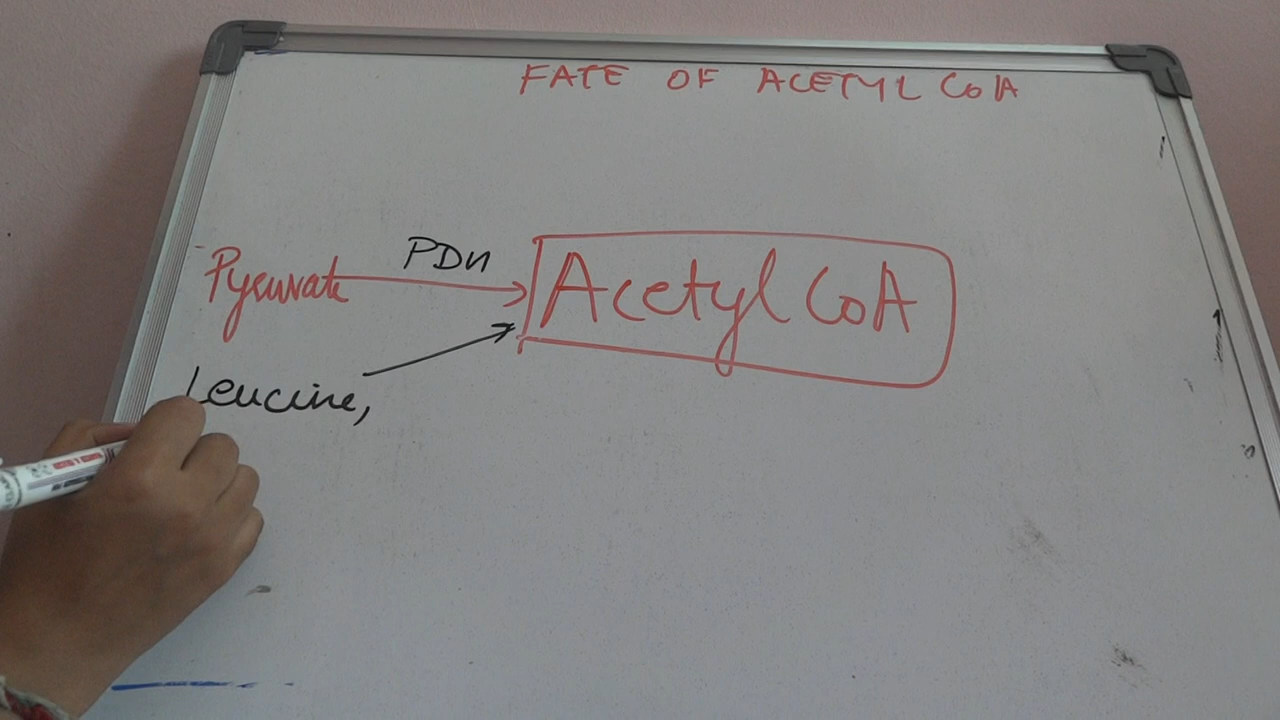 FATE OF ACETYL CoA
PDH
Pyruvate Acetyl CoA
Leucine,